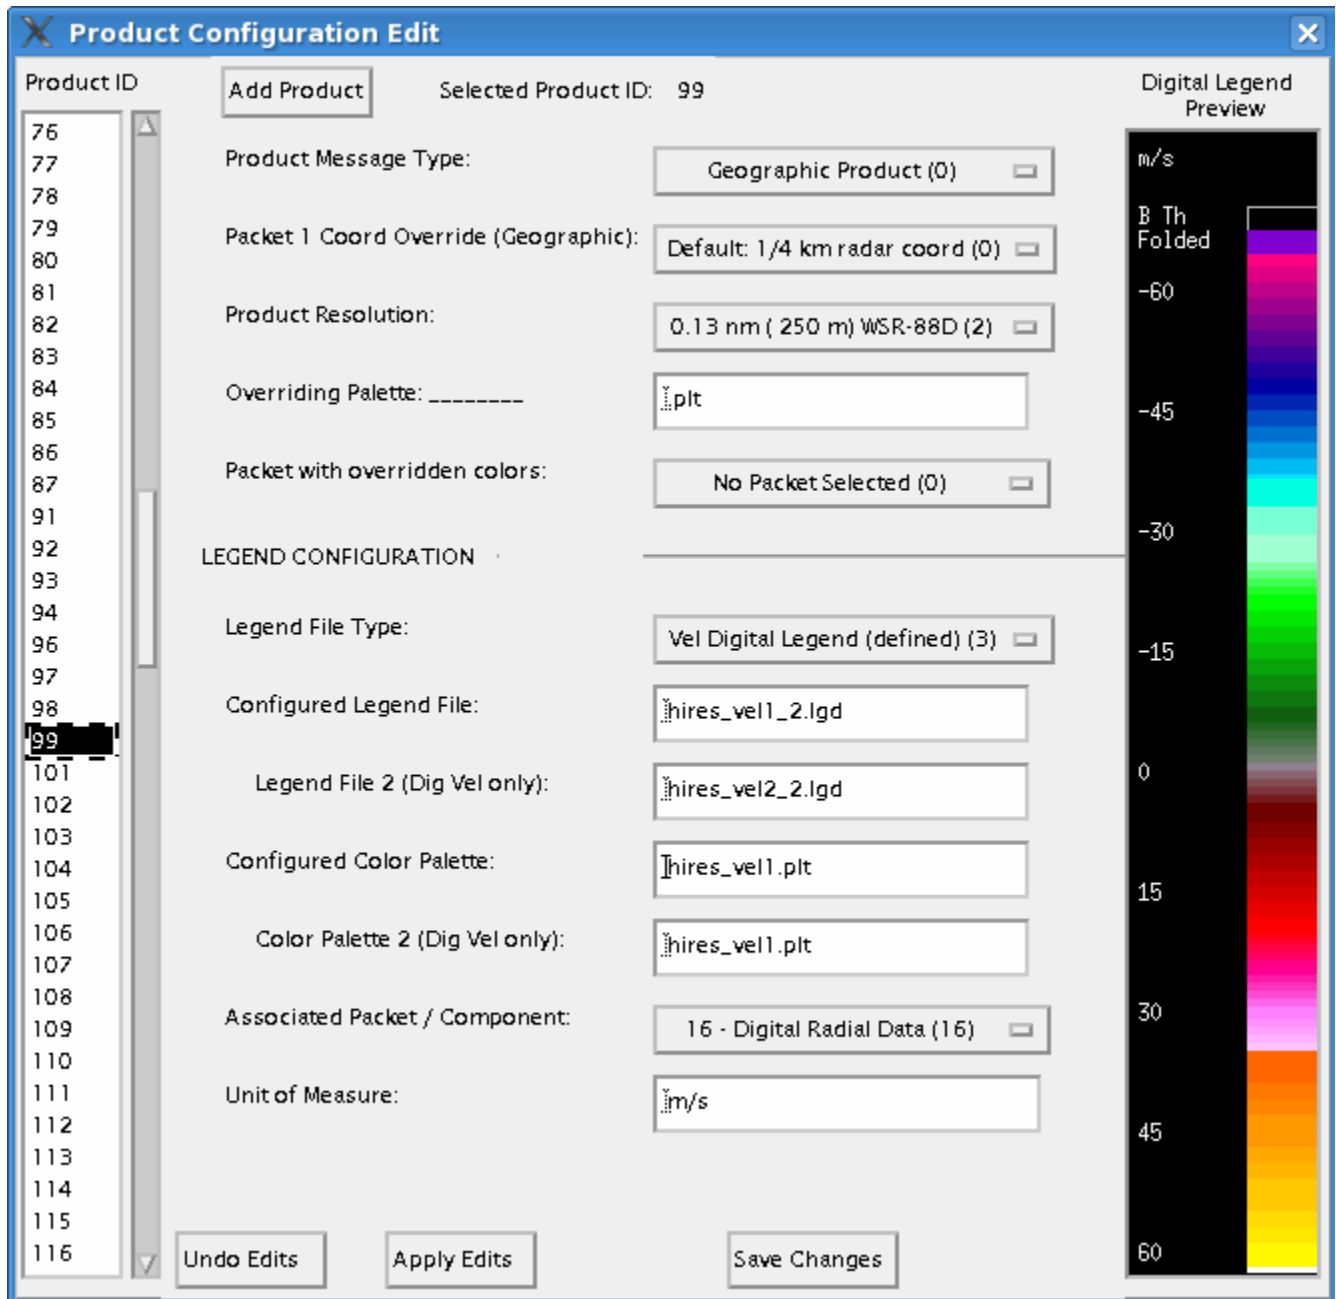 Product Configuration Edit
Product ID
Add Product
Selected Product ID: 99
Digital Legend
Preview
76
77
78
79
80
81
82
83
84
85
86
87
91
92
93
94
96
97
98
99
101
102
103
104
105
106
107
108
109
110
111
112
113
114
115
116
Product Message Type:
Geographic Product (0)
Packet 1 Coord Override (Geographic):
Default: 1/4 km radar coord (0)
Product Resolution:
0.13 nm ( 250 m) WSR-88D (2)
Overriding Palette: ________
.plt
Packet with overridden colors:
No Packet Selected (0)
LEGEND CONFIGURATION
Legend File Type:
Vel Digital Legend (defined) (3)
Configured Legend File:
hires_vel1_2.lgd
Legend File 2 (Dig Vel only):
hires_vel2_2.lgd
Configured Color Palette:
hires_vel1.plt
Color Palette 2 (Dig Vel only):
hires_vel1.plt
Associated Packet / Component:
16 - Digital Radial Data (16)
Unit of Measure:
m/s
Undo Edits
Apply Edits
Save Changes
m/s
B Th
Folded
-60
-45
-30
-15
0
15
30
45
60